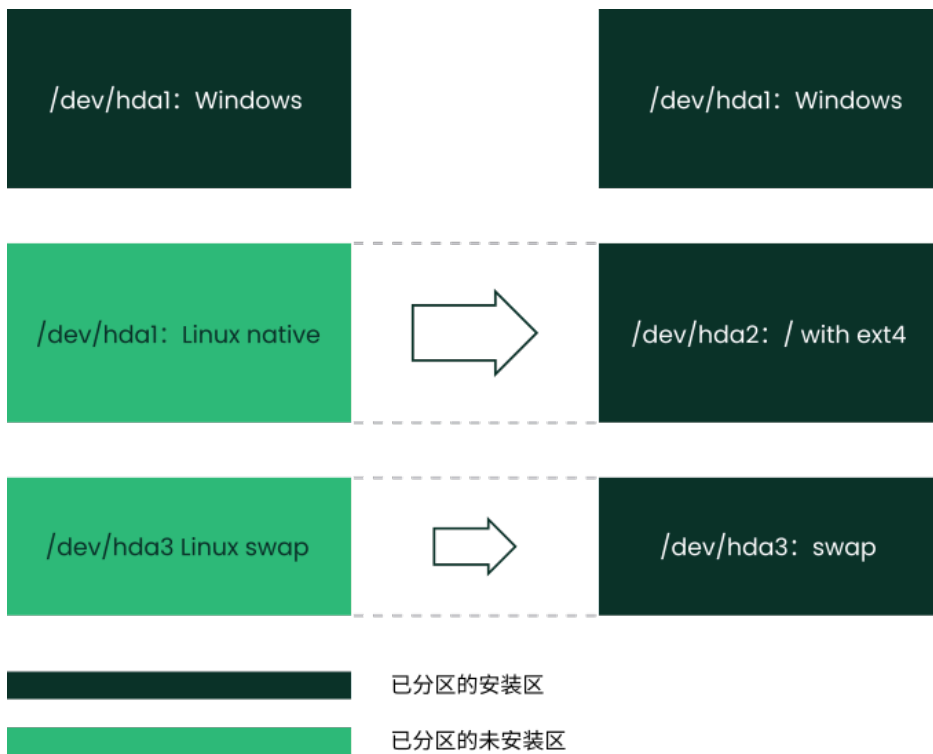 /dev/hda1：Windows
/dev/hda1：Windows
/dev/hda1：Linux native
/dev/hda2：/ with ext4
/dev/hda3 Linux swap
/dev/hda3：swap
已分区的安装区
已分区的未安装区